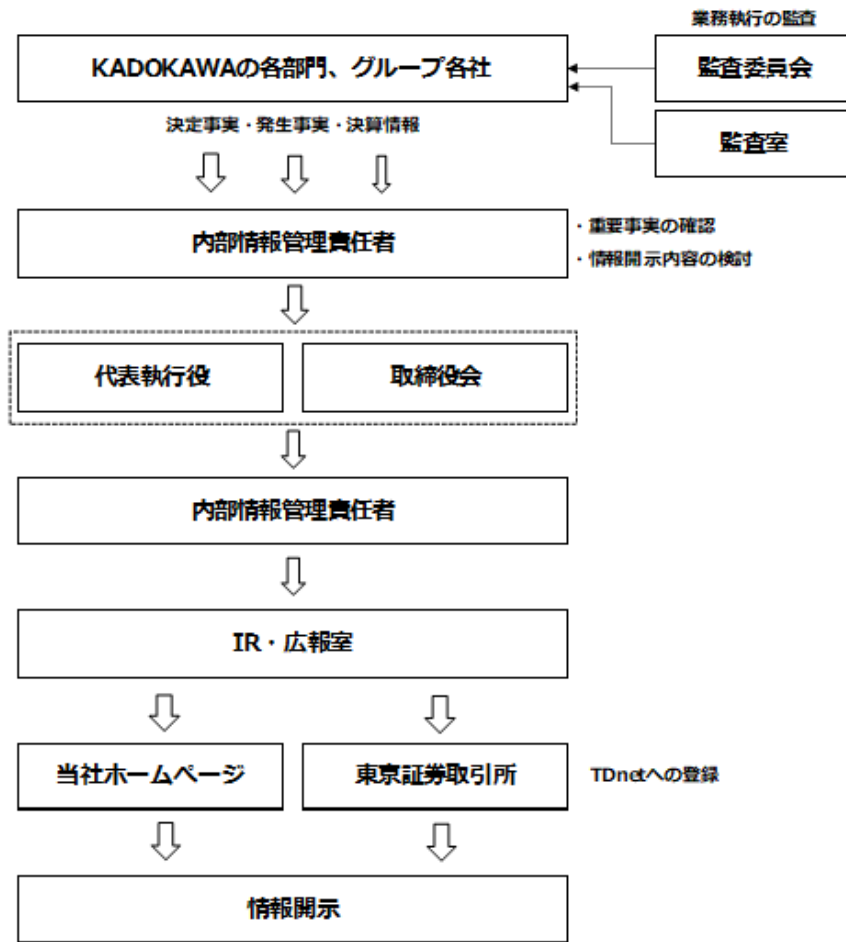 業務執行の監査
KADOKAWAの各部門、グループ各社
監査委員会
決定事実・発生事実・決算情報
監査室
内部情報管理責任者
・重要事実の確認
・情報開示内容の検討
代表執行役
取締役会
内部情報管理責任者
IR・広報室
当社ホームページ
東京証券取引所
TDnetへの登録
情報開示